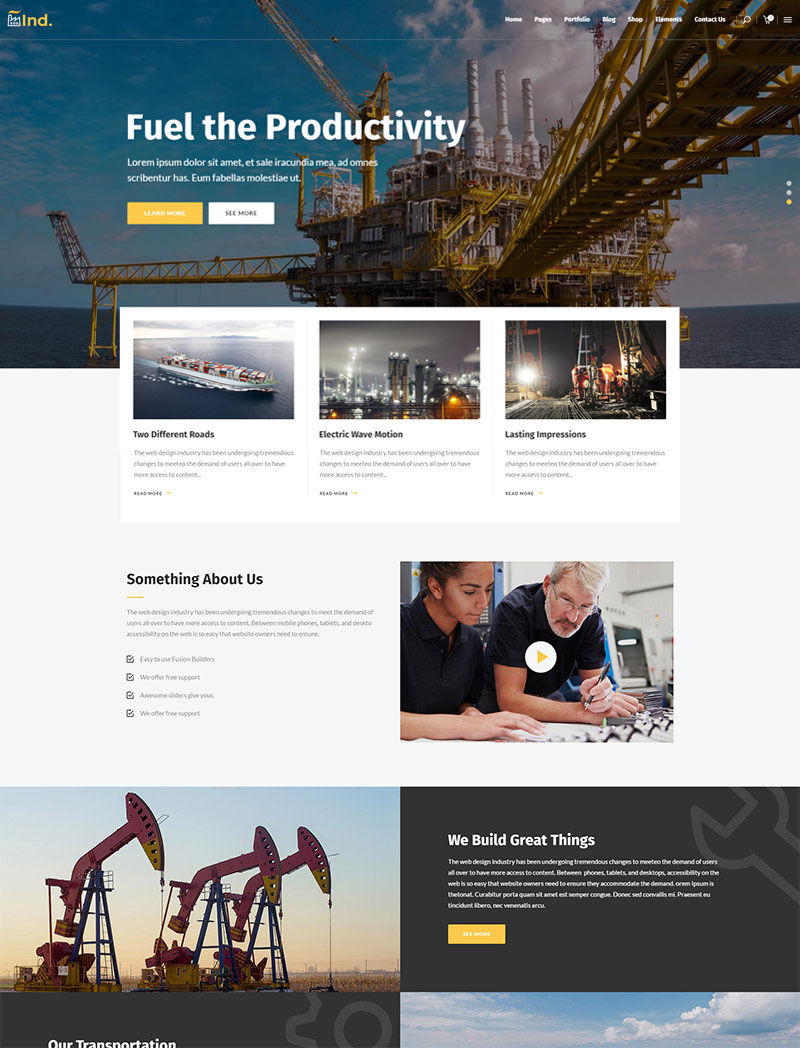 Ind.
Home Pages Portfolio Blog Shop Elements Contact Us
0
Fuel the Productivity
Lorem ipsum dolor sit amet, et sale iracundia mea, ad omnes
scribentur has. Eum fabellas molestiae ut.
LEARN MORE SEE MORE
Two Different Roads
The web design industry has been undergoing tremendous
changes to meeteo the demand of users all over to have
more access to content...
READ MORE
Electric Wave Motion
The web design industry has been undergoing tremendous
changes to meeteo the demand of users all over to have
more access to content...
READ MORE
Lasting Impressions
The web design industry has been undergoing tremendous
changes to meeteo the demand of users all over to have
more access to content...
READ MORE
Something About Us
The web design industry has been undergoing tremendous changes to meet the demand of
users all over to have more access to content. Between mobile phones, tablets, and deskto
accessibility on the web is so easy that website owners need to ensure.
Easy to use Fusion Builders
We offer free support
Awesome sliders give yous
We offer free support
We Build Great Things
The web design industry has been undergoing tremendous changes to meeteo the demand of users
all over to have more access to content. Between phones, tablets, and desktops, accessibility on the
web is so easy that website owners need to ensure they accommodate the demand. orem Ipsum is
thetonat. Curabitur porta quam sit amet est semper congue. Donec sed convallis mi. Praesent eu
tincidunt libero, nec venenatis arcu.
SEE MORE
Our Transportation